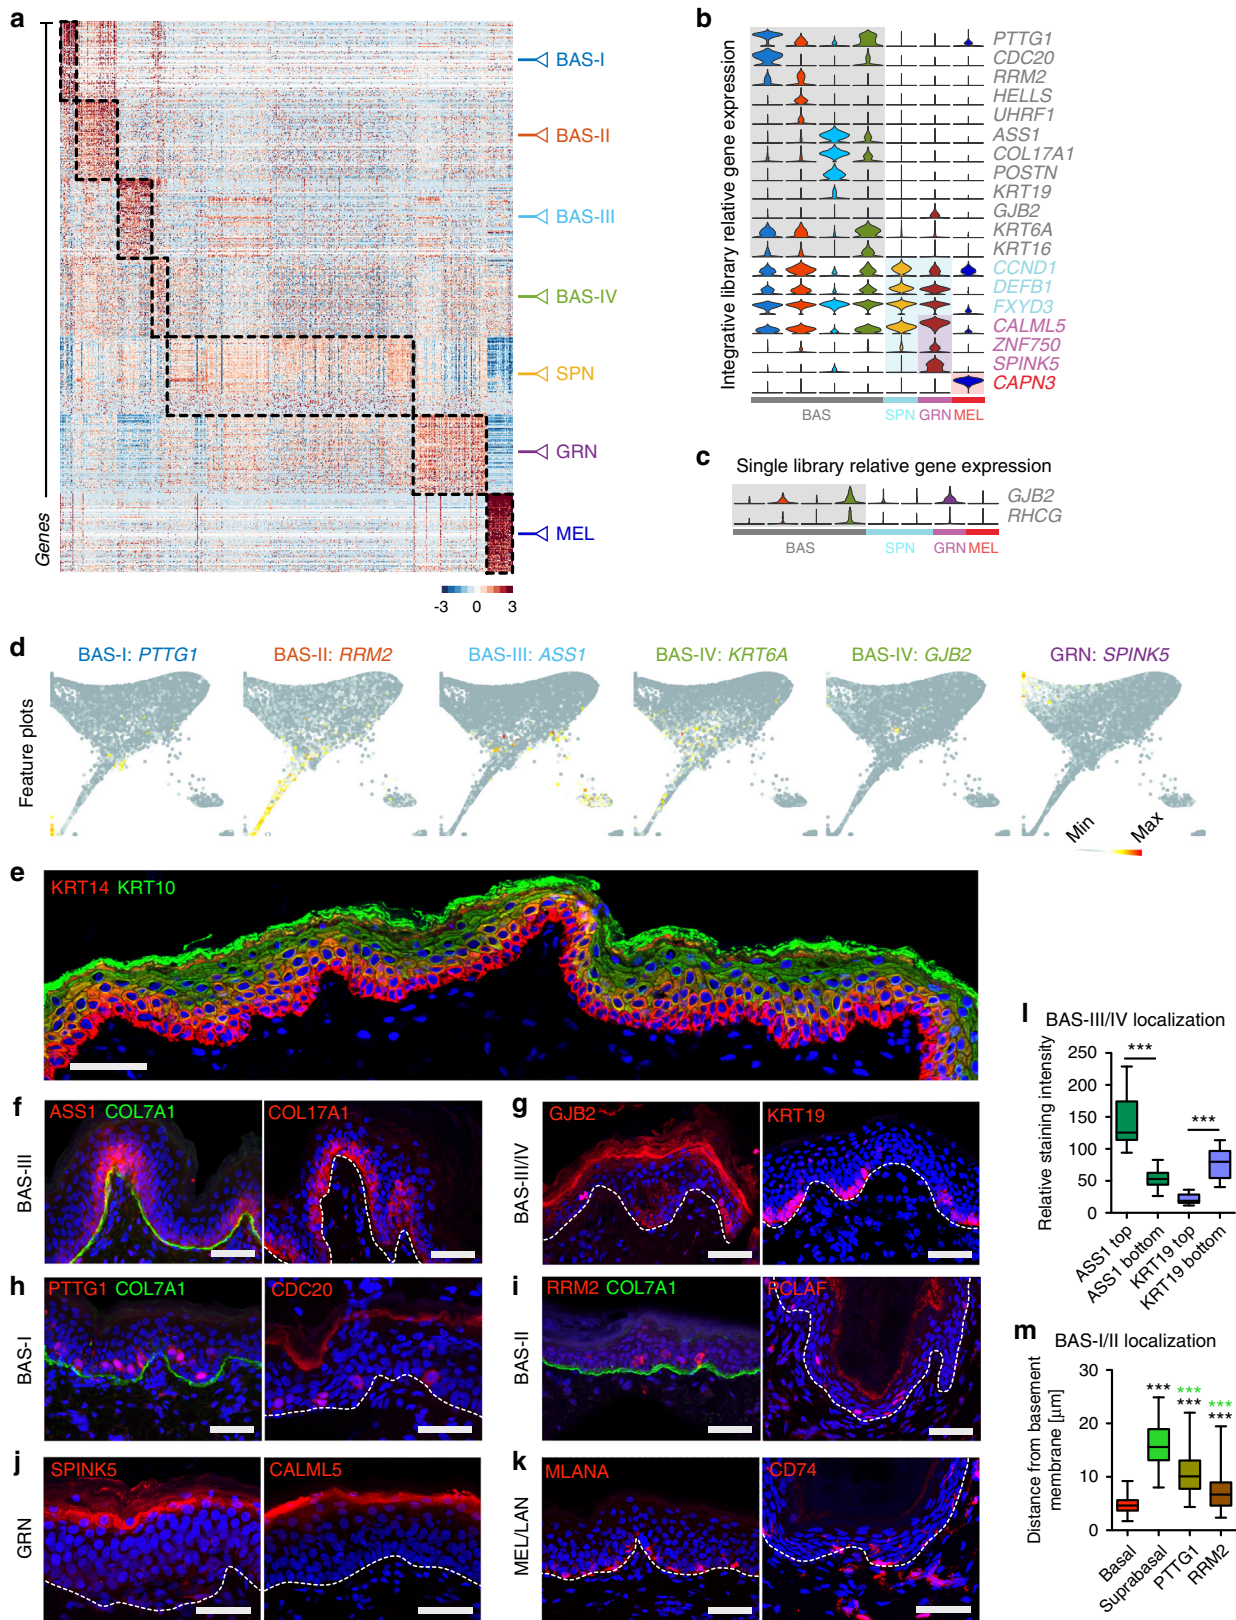 a
BAS-I
BAS-II
BAS-III
BAS-IV
SPN
GRN
MEL
Genes
-3 0 3
b
Integrative library relative gene expression
PTTG1
CDC20
RRM2
HELLS
UHRF1
ASS1
COL17A1
POSTN
KRT19
GJB2
KRT6A
KRT16
CCND1
DEFB1
FXYD3
CALML5
ZNF750
SPINK5
CAPN3
BAS SPN GRN MEL
c
Single library relative gene expression
GJB2
RHCG
BAS SPN GRN MEL
d
BAS-I: PTTG1
BAS-II: RRM2
BAS-III: ASS1
BAS-IV: KRT6A
BAS-IV: GJB2
GRN: SPINK5
Feature plots
Min Max
e
KRT14 KRT10
f
BAS-III
ASS1 COL7A1
COL17A1
g
BAS-III/IV
GJB2
KRT19
h
BAS-I
PTTG1 COL7A1
CDC20
i
BAS-II
RRM2 COL7A1
PCLAF
j
GRN
SPINK5
CALML5
k
MEL/LAN
MLANA
CD74
l
BAS-III/IV localization
Relative staining intensity
250
200
150
100
50
0
***
***
ASS1 top
ASS1 bottom
KRT19 top
KRT19 bottom
m
BAS-I/II localization
Distance from basement
membrane [µm]
30
20
10
0
***
***
***
***
***
Basal
Suprabasal
PTTG1
RRM2